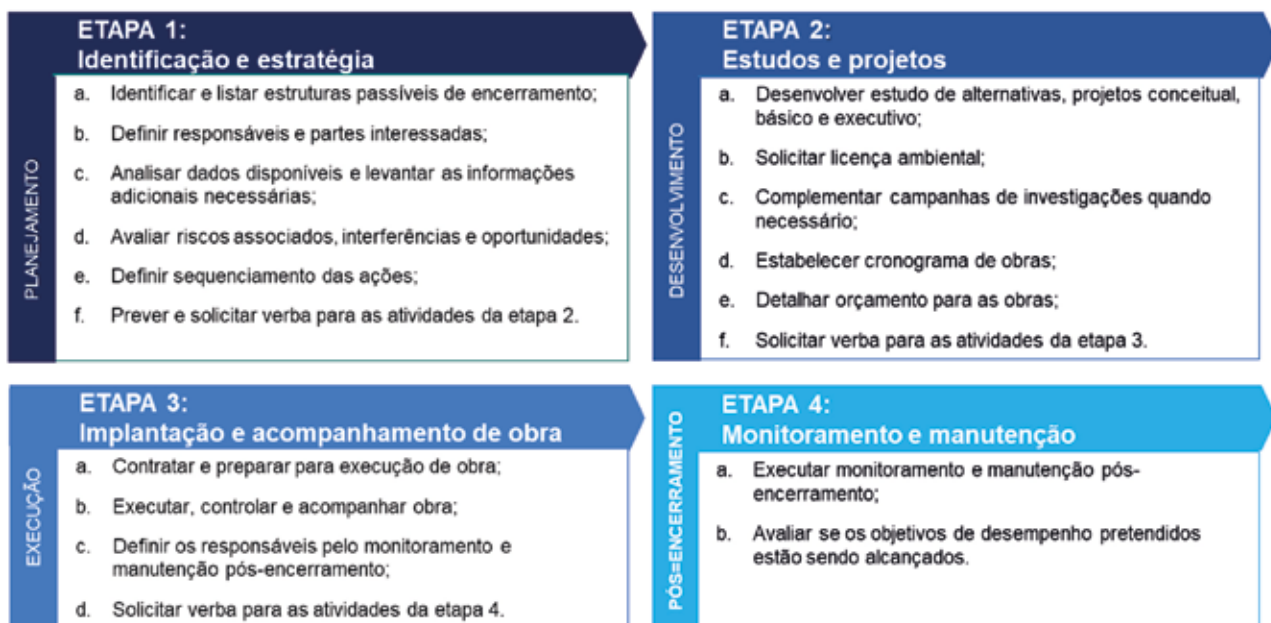 ETAPA 1:
Identificação e estratégia
PLANEJAMENTO
a. Identificar e listar estruturas passíveis de encerramento;
b. Definir responsáveis e partes interessadas;
c. Analisar dados disponíveis e levantar as informações
adicionais necessárias;
d. Avaliar riscos associados, interferências e oportunidades;
e. Definir sequenciamento das ações;
f. Prever e solicitar verba para as atividades da etapa 2.
ETAPA 2:
Estudos e projetos
DESENVOLVIMENTO
a. Desenvolver estudo de alternativas, projetos conceitual,
básico e executivo;
b. Solicitar licença ambiental;
c. Complementar campanhas de investigações quando
necessário;
d. Estabelecer cronograma de obras;
e. Detalhar orçamento para as obras;
f. Solicitar verba para as atividades da etapa 3.
ETAPA 3:
Implantação e acompanhamento de obra
EXECUÇÃO
a. Contratar e preparar para execução de obra;
b. Executar, controlar e acompanhar obra;
c. Definir os responsáveis pelo monitoramento e
manutenção pós-encerramento;
d. Solicitar verba para as atividades da etapa 4.
ETAPA 4:
Monitoramento e manutenção
PÓS=ENCERRAMENTO
a. Executar monitoramento e manutenção pós-
encerramento;
b. Avaliar se os objetivos de desempenho pretendidos
estão sendo alcançados.